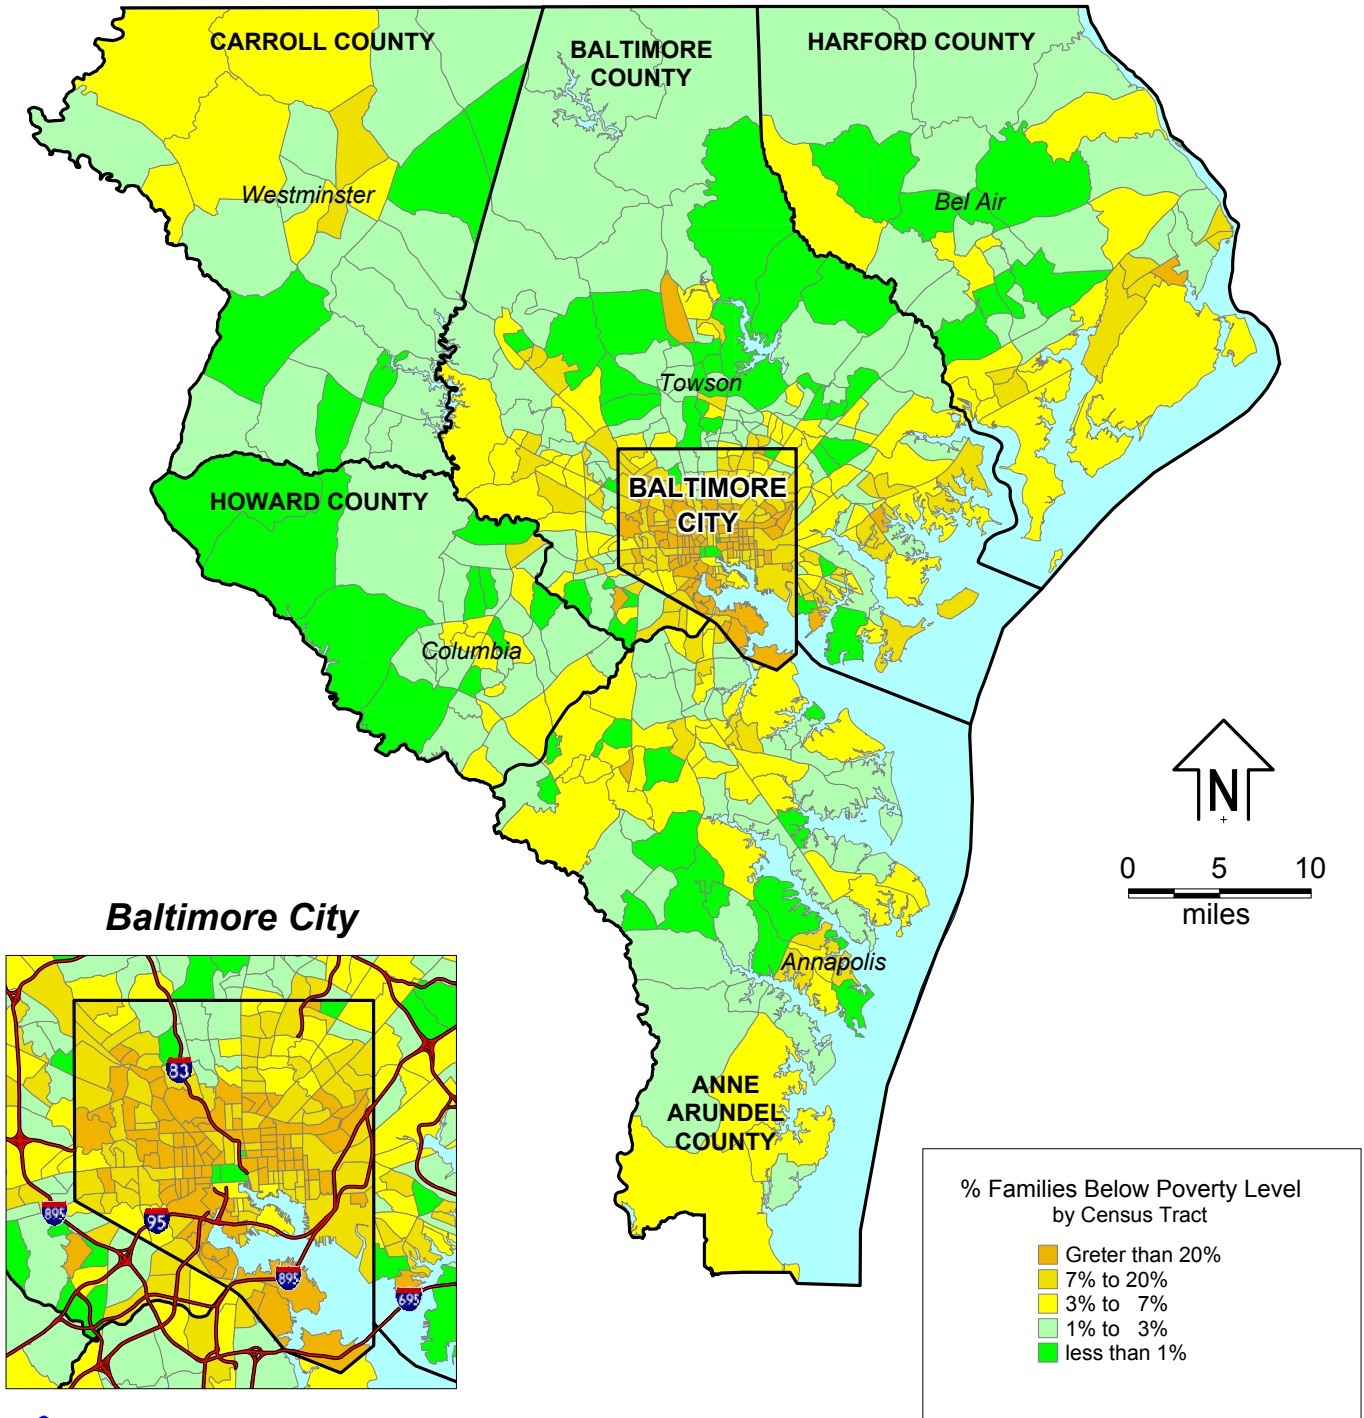 CARROLL COUNTY
BALTIMORE
COUNTY
HARFORD COUNTY
Westminster
Bel Air
Towson
BALTIMORE
CITY
HOWARD COUNTY
Columbia
N
0 5 10
miles
Baltimore City
Annapolis
ANNE
ARUNDEL
COUNTY
83
895
95
895
695
% Families Below Poverty Level
by Census Tract
Greter than 20%
7% to 20%
3% to 7%
1% to 3%
less than 1%